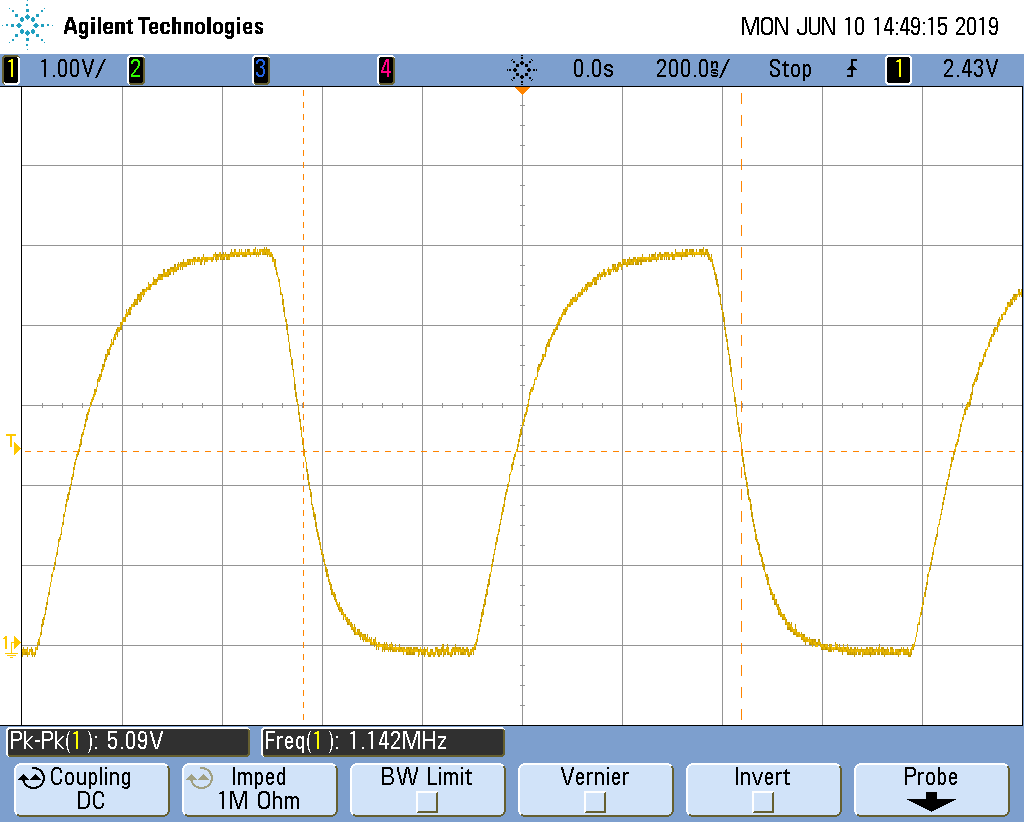 Agilent Technologies MON JUN 10 14:49:15 2019
1 1.00V/ 2 3 4 0.0s 200.0ns/ Stop 1 2.43V
T
1
Pk-Pk(1): 5.09V Freq(1): 1.142MHz
Coupling Imped BW Limit Vernier Invert Probe
DC 1M Ohm